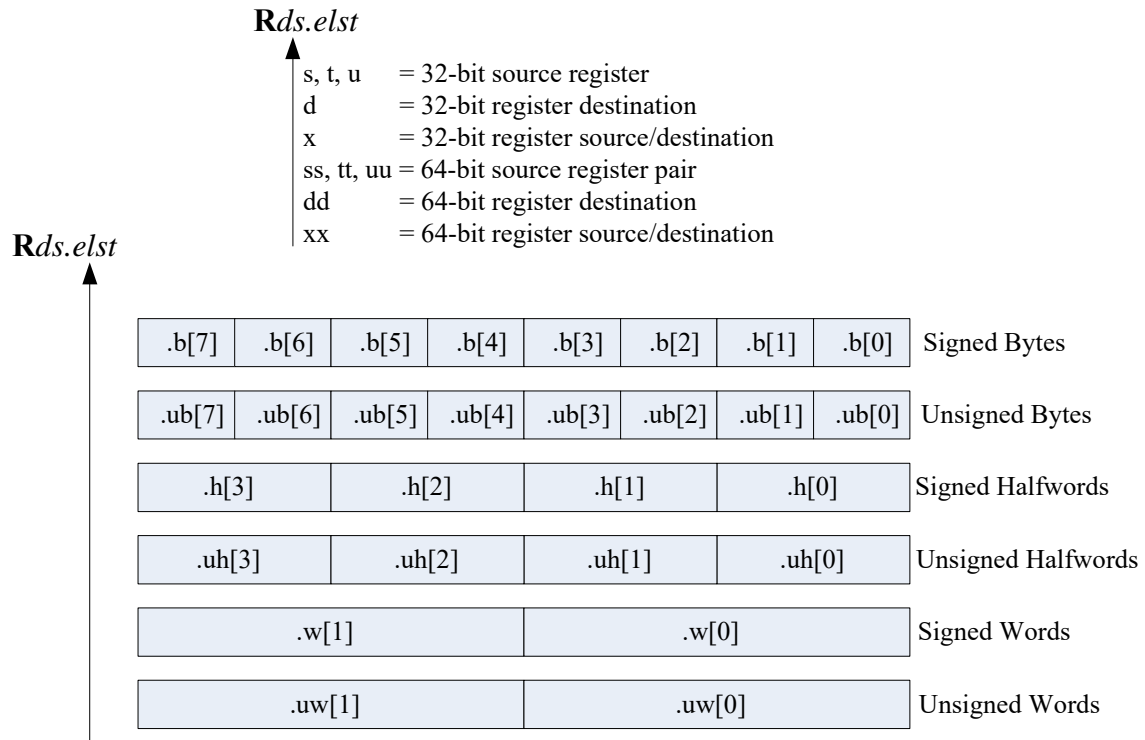 Rds.elst
s, t, u = 32-bit source register
d = 32-bit register destination
x = 32-bit register source/destination
ss, tt, uu = 64-bit source register pair
dd = 64-bit register destination
xx = 64-bit register source/destination
Rds.elst
.b[7] .b[6] .b[5] .b[4] .b[3] .b[2] .b[1] .b[0] Signed Bytes
.ub[7] .ub[6] .ub[5] .ub[4] .ub[3] .ub[2] .ub[1] .ub[0] Unsigned Bytes
.h[3] .h[2] .h[1] .h[0] Signed Halfwords
.uh[3] .uh[2] .uh[1] .uh[0] Unsigned Halfwords
.w[1] .w[0] Signed Words
.uw[1] .uw[0] Unsigned Words